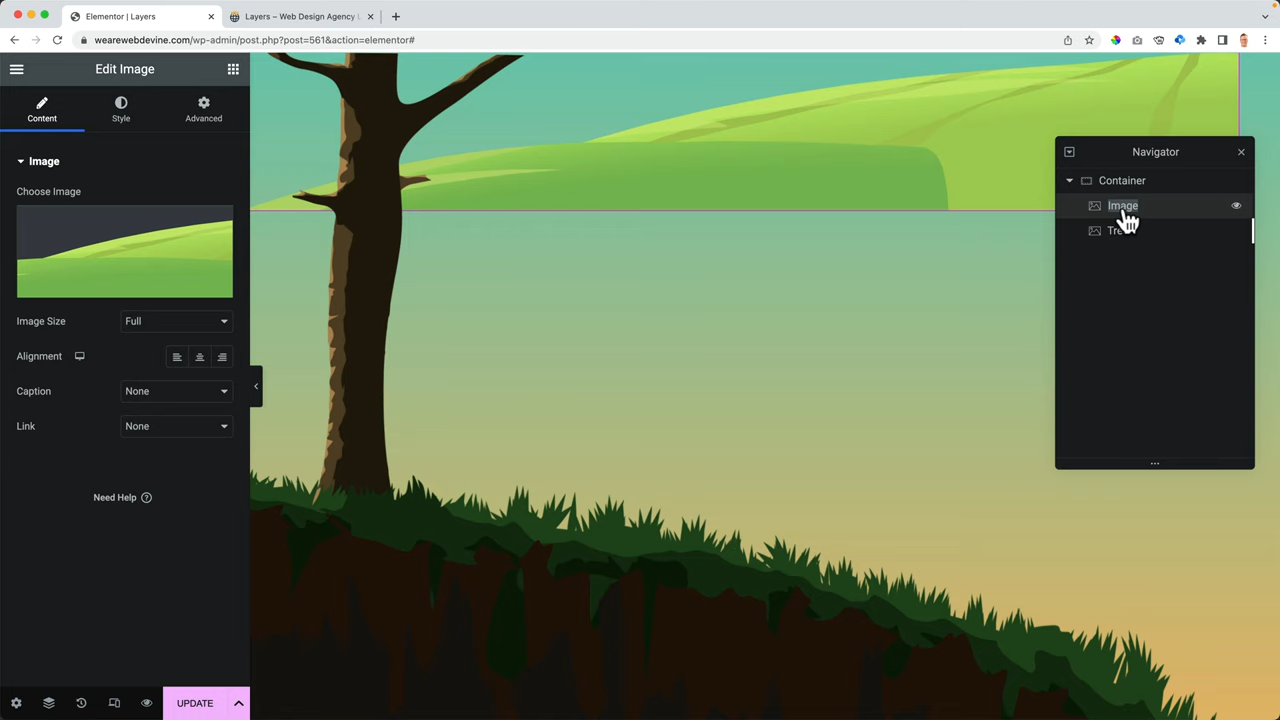 Elementor | Layers
Layers – Web Design Agency L
wearewebdevine.com/wp-admin/post.php?post=561&action=elementor#
Edit Image
Content
Style
Advanced
Image
Choose Image
Image Size
Full
Alignment
Caption
None
Link
None
Need Help
UPDATE
Navigator
Container
Image